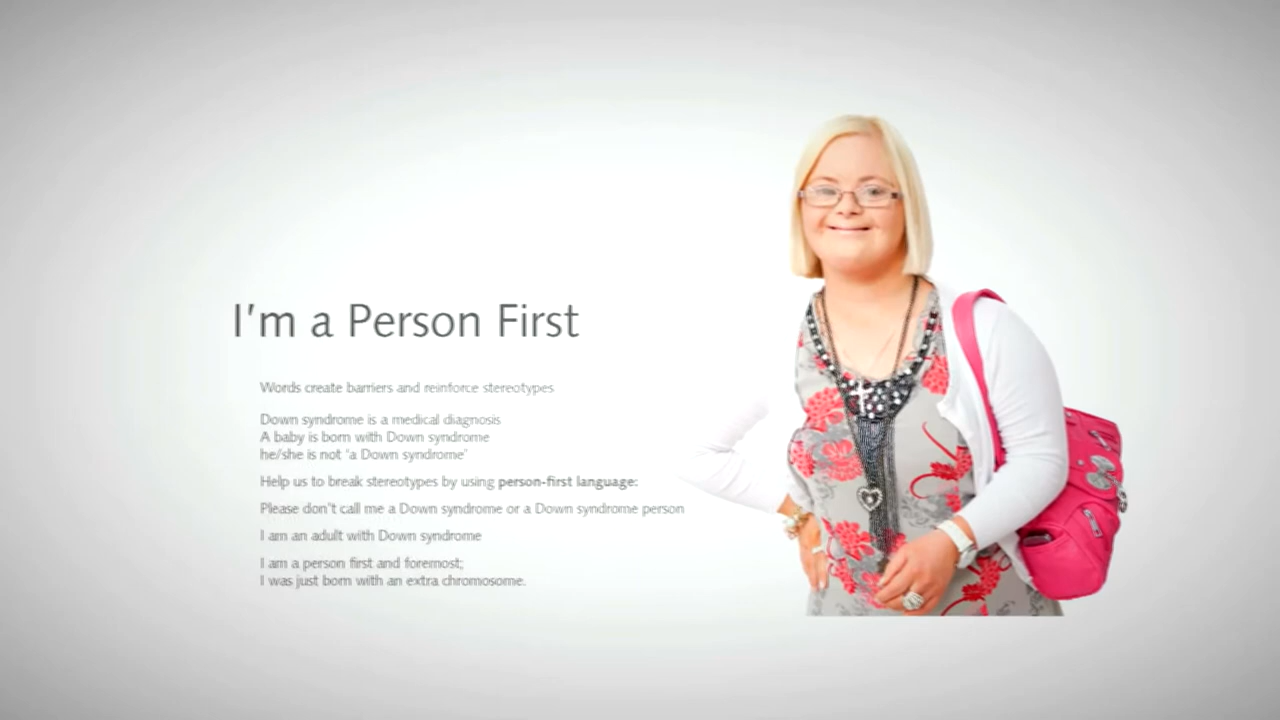 I'm a Person First
Words create barriers and reinforce stereotypes
Down syndrome is a medical diagnosis
A baby is born with Down syndrome
he/she is not "a Down syndrome"
Help us to break stereotypes by using person-first language:
Please don't call me a Down syndrome or a Down syndrome person
I am an adult with Down syndrome
I am a person first and foremost;
I was just born with an extra chromosome.